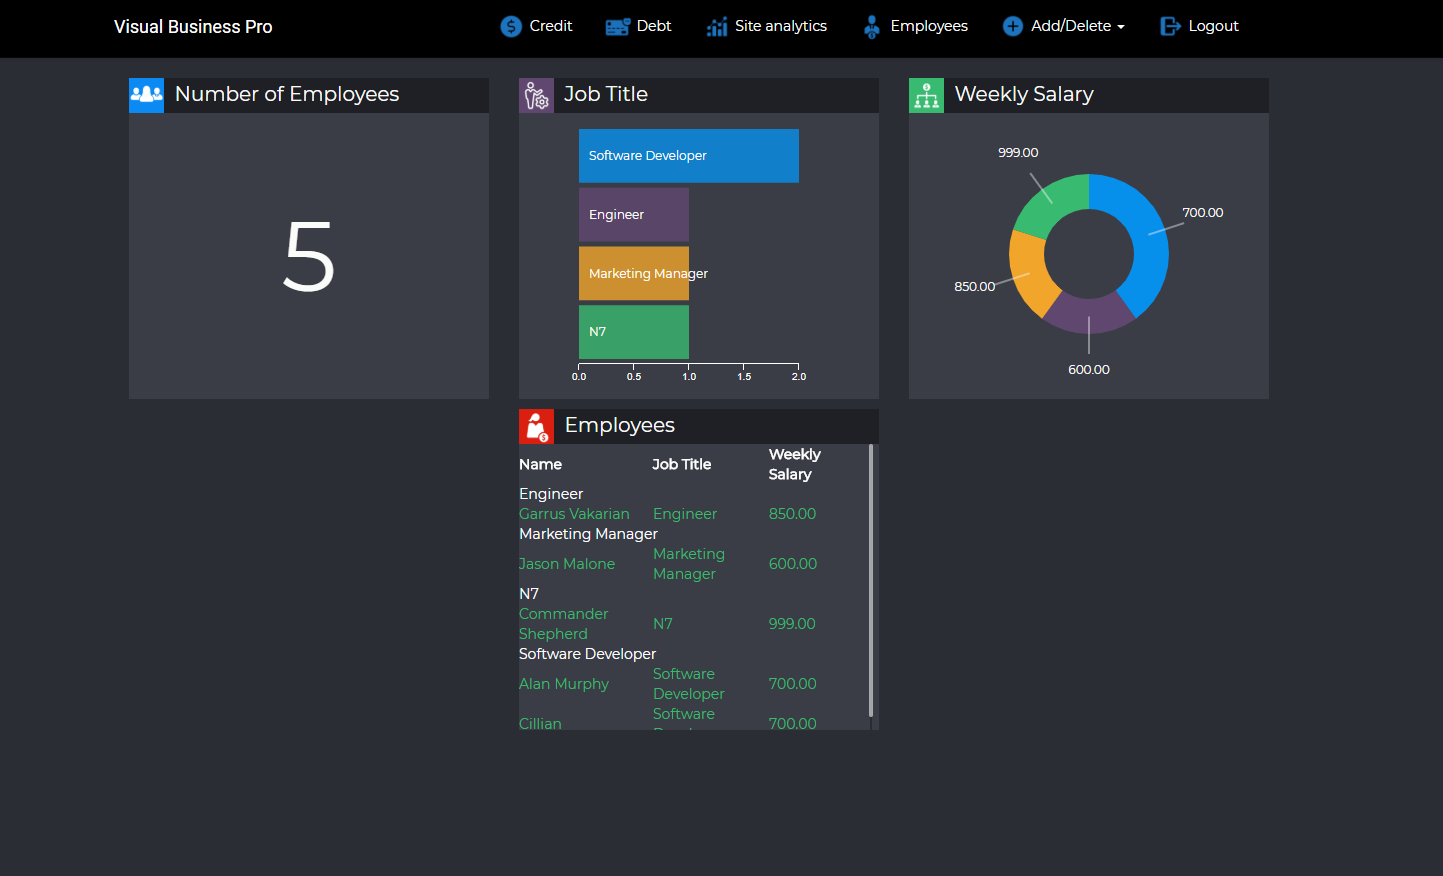 Visual Business Pro
Credit
Debt
Site analytics
Employees
Add/Delete
Logout
Number of Employees
5
Job Title
Software Developer
Engineer
Marketing Manager
N7
0.0 0.5 1.0 1.5 2.0
Weekly Salary
999.00
700.00
850.00
600.00
Employees
Name Job Title Weekly Salary
Engineer
Garrus Vakarian Engineer 850.00
Marketing Manager
Jason Malone Marketing Manager 600.00
N7
Commander Shepherd N7 999.00
Software Developer
Alan Murphy Software Developer 700.00
Cillian Software 700.00